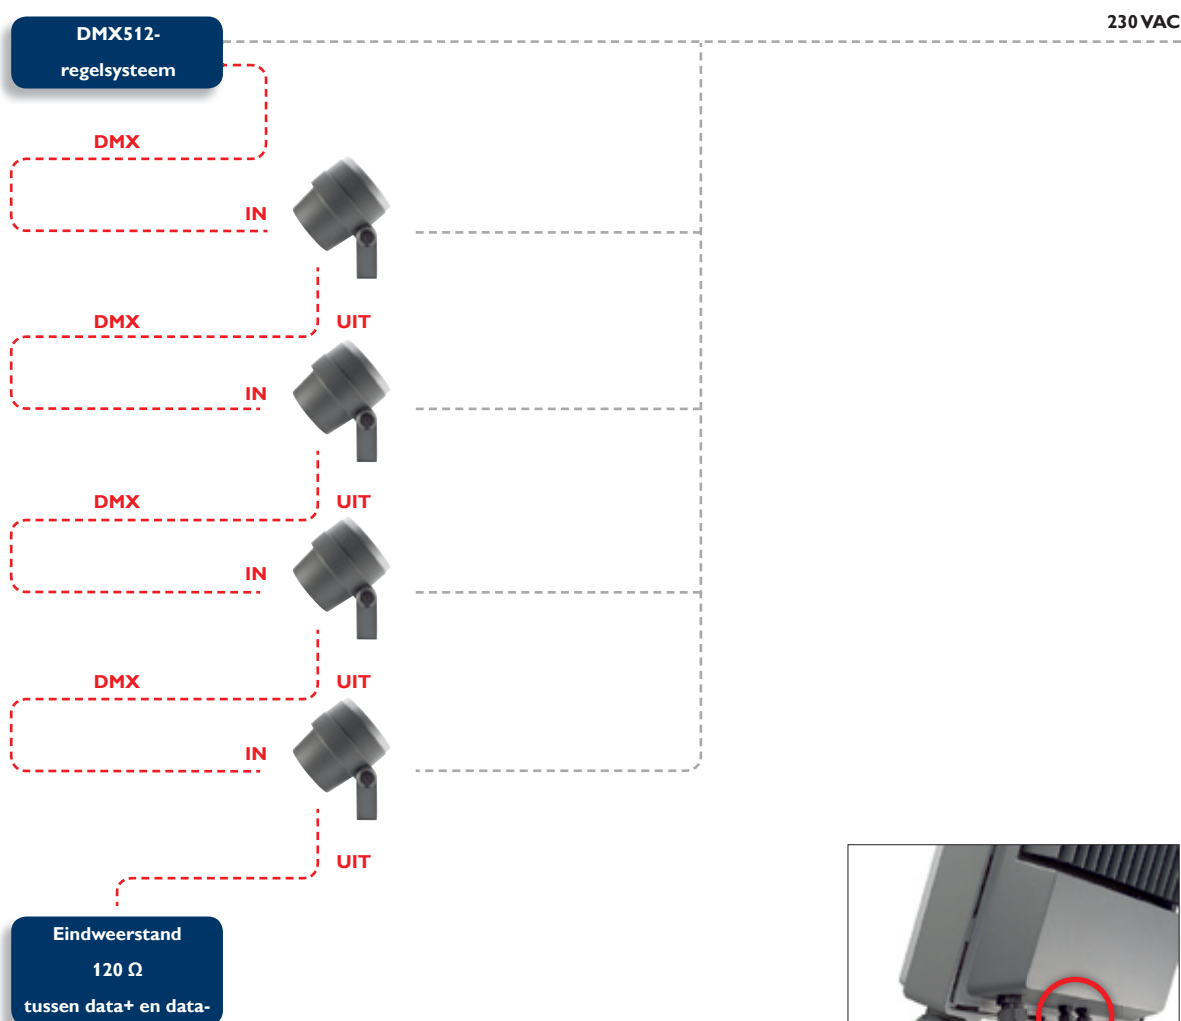 230 VAC
DMX512-
regelsysteem
DMX
IN
DMX
UIT
IN
DMX
UIT
IN
DMX
UIT
IN
UIT
Eindweerstand
120 Ω
tussen data+ en data-